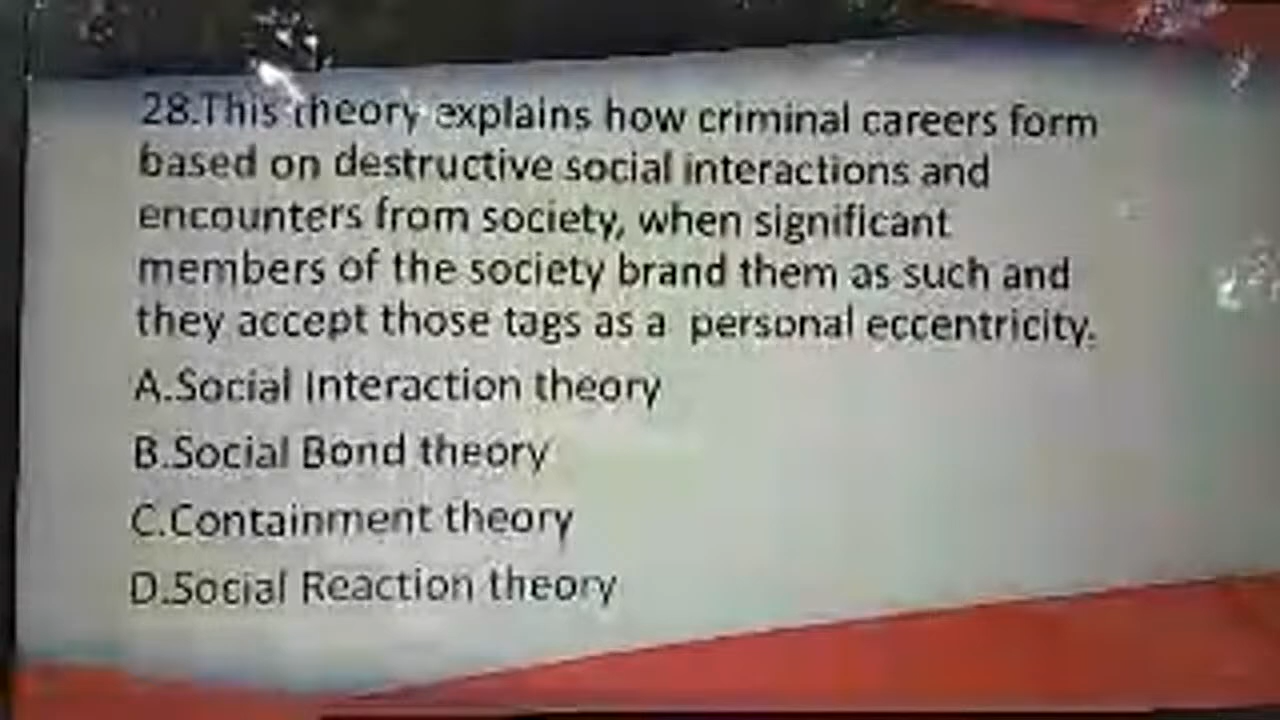 28.This theory explains how criminal careers form
based on destructive social interactions and
encounters from society, when significant
members of the society brand them as such and
they accept those tags as a personal eccentricity.
A.Social Interaction theory
B.Social Bond theory
C.Containment theory
D.Social Reaction theory